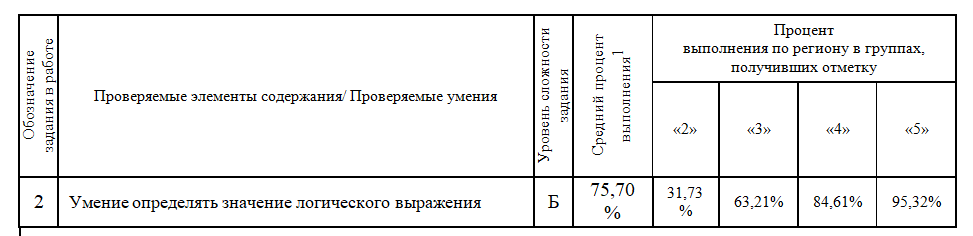 Обозначение
задания в работе
Проверяемые элементы содержания/ Проверяемые умения
Уровень сложности
задания
Средний процент
выполнения1
Процент
выполнения по региону в группах,
получивших отметку
«2»
«3»
«4»
«5»
2
Умение определять значение логического выражения
Б
75,70
%
31,73
%
63,21%
84,61%
95,32%